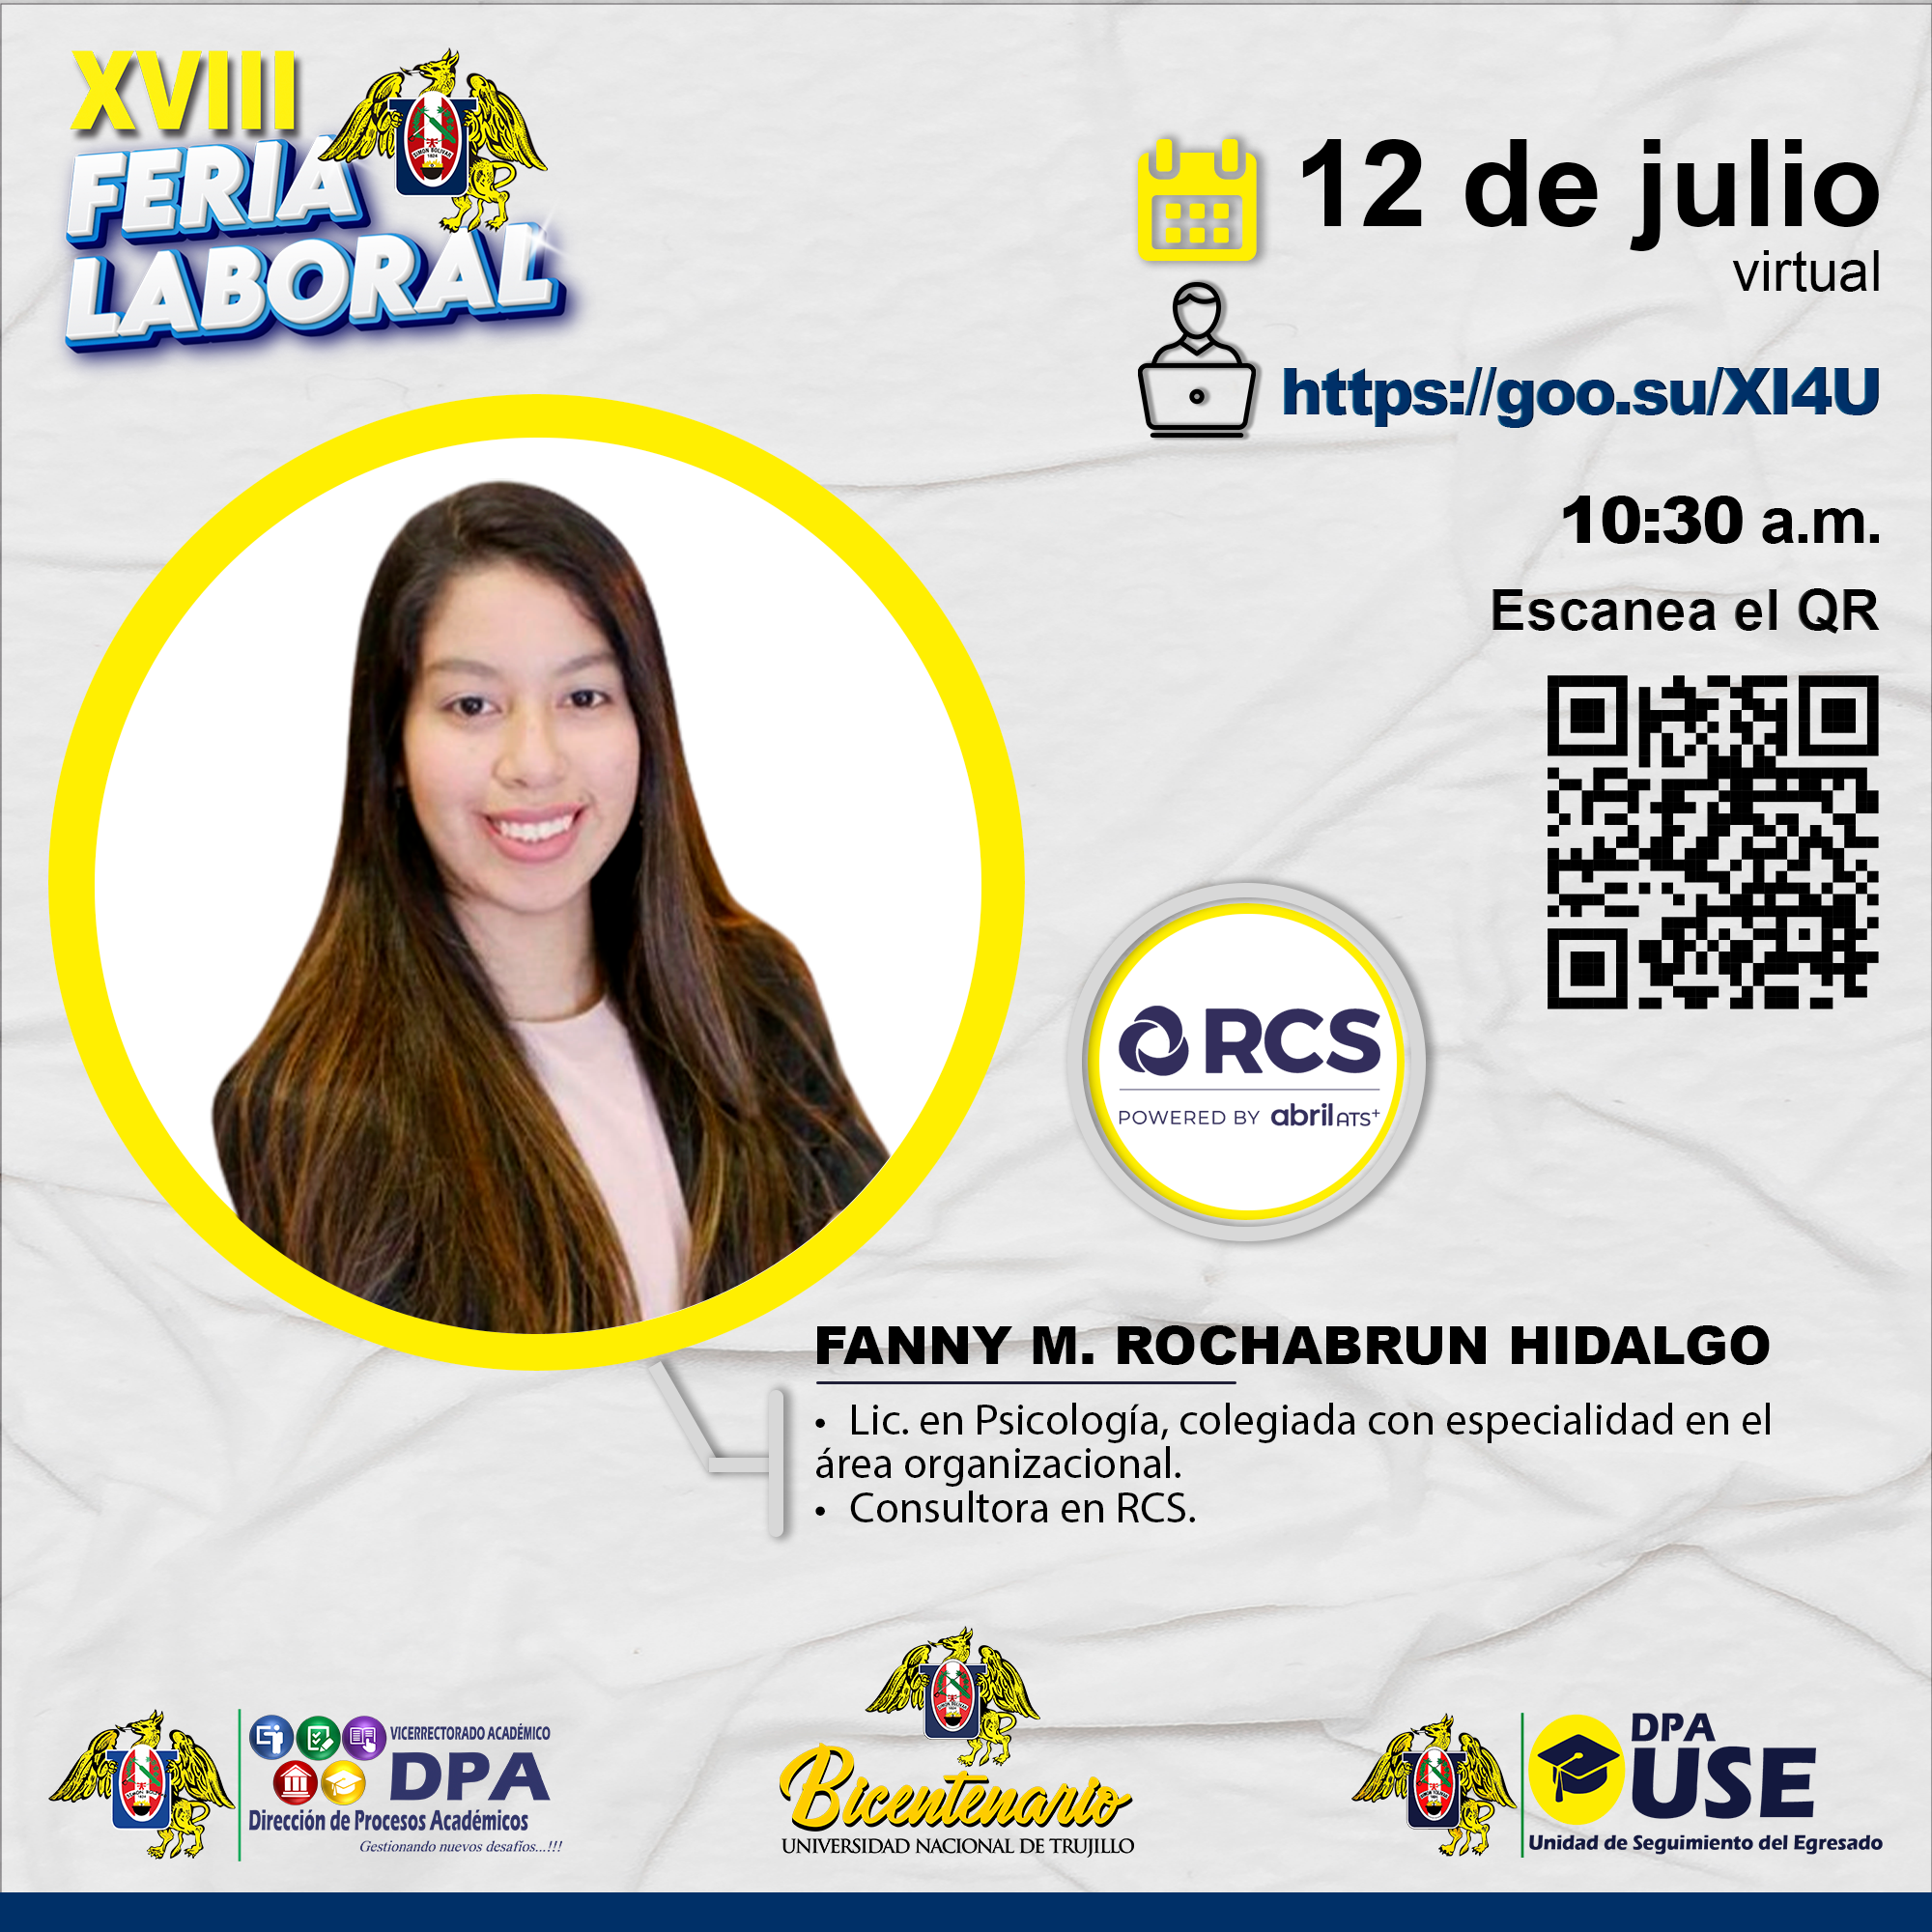 XVIII
FERIA
LABORAL
SIMON BOLIVAR
1824
12 de julio
virtual
https://goo.su/XI4U
10:30 a.m.
Escanea el QR
RCS
POWERED BY abril ATS+
FANNY M. ROCHABRUN HIDALGO
• Lic. en Psicología, colegiada con especialidad en el
área organizacional.
• Consultora en RCS.
VICERRECTORADO ACADÉMICO
DPA
Dirección de Procesos Académicos
Gestionando nuevos desafíos...!!!
Bicentenario
UNIVERSIDAD NACIONAL DE TRUJILLO
DPA
USE
Unidad de Seguimiento del Egresado